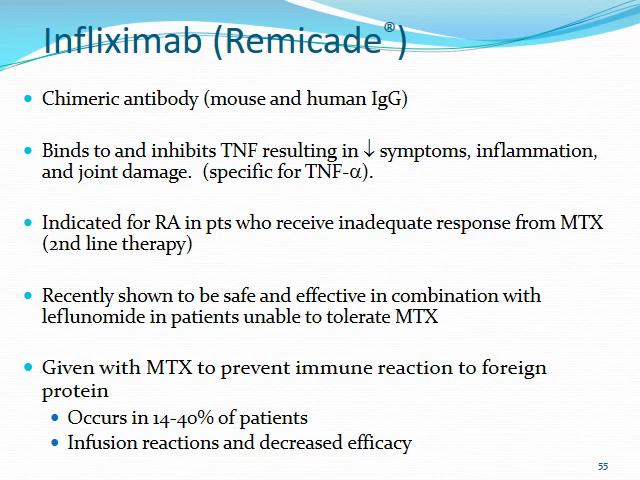 Infliximab (Remicade®)
• Chimeric antibody (mouse and human IgG)
• Binds to and inhibits TNF resulting in ↓ symptoms, inflammation,
and joint damage.  (specific for TNF-α).
• Indicated for RA in pts who receive inadequate response from MTX
(2nd line therapy)
• Recently shown to be safe and effective in combination with
leflunomide in patients unable to tolerate MTX
• Given with MTX to prevent immune reaction to foreign
protein
• Occurs in 14-40% of patients
• Infusion reactions and decreased efficacy
55